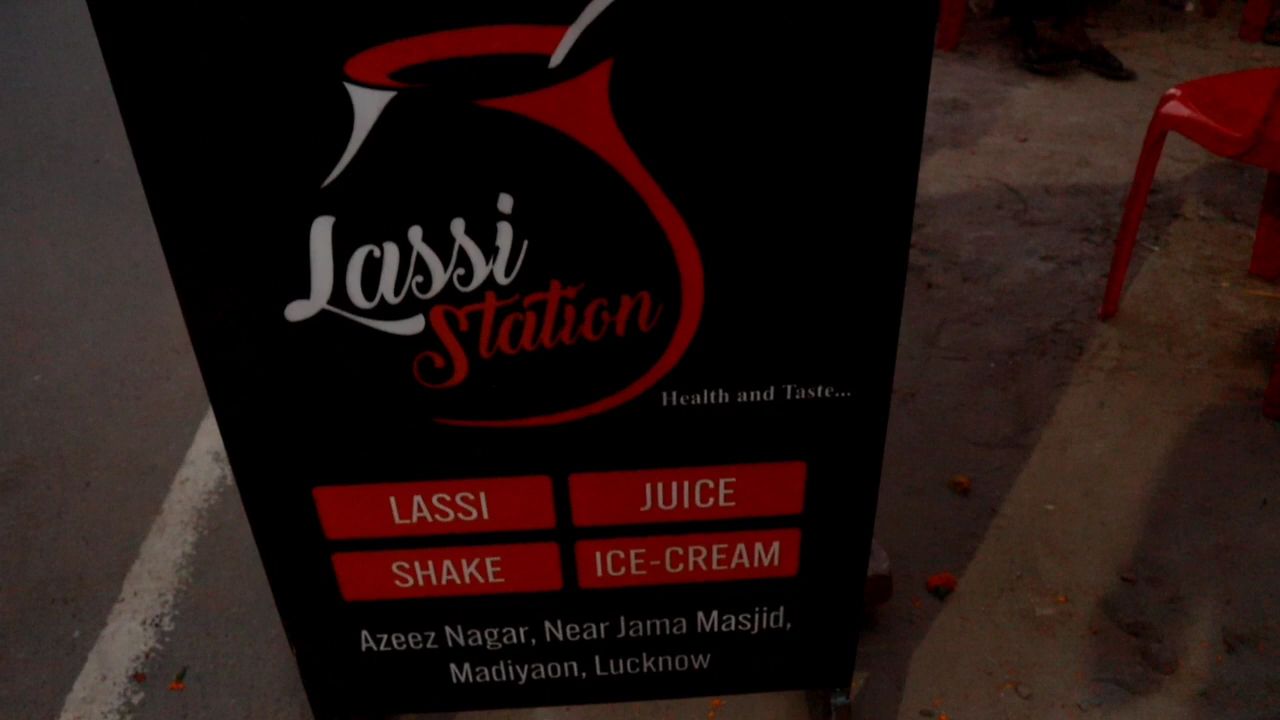 Lassi
Station
Health and Taste...
LASSI
JUICE
SHAKE
ICE-CREAM
Azeez Nagar, Near Jama Masjid,
Madiyaon, Lucknow